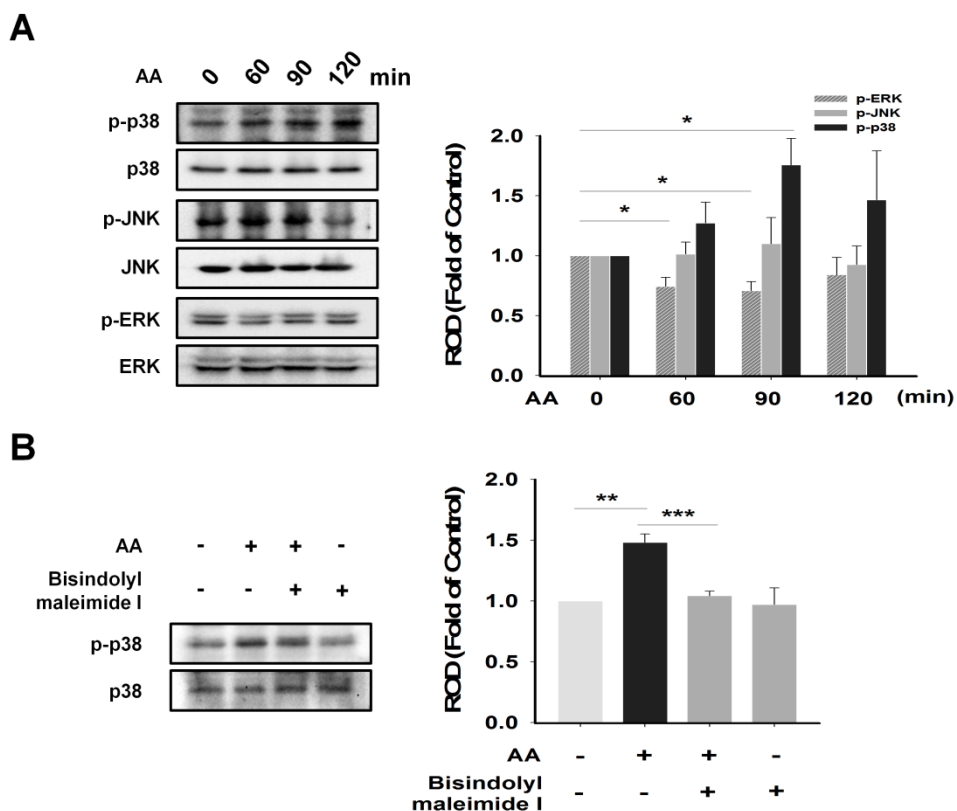 A
AA 0 60 90 120 min
p-p38
p38
p-JNK
JNK
p-ERK
ERK
p-ERK
p-JNK
p-p38
ROD (Fold of Control)
2.0
1.5
1.0
0.5
0.0
*
*
*
AA 0 60 90 120 (min)
B
AA - + + -
Bisindolyl
maleimide I - - + +
p-p38
p38
ROD (Fold of Control)
2.0
1.5
1.0
0.5
0.0
** ***
AA - + + -
Bisindolyl
maleimide I - - + +